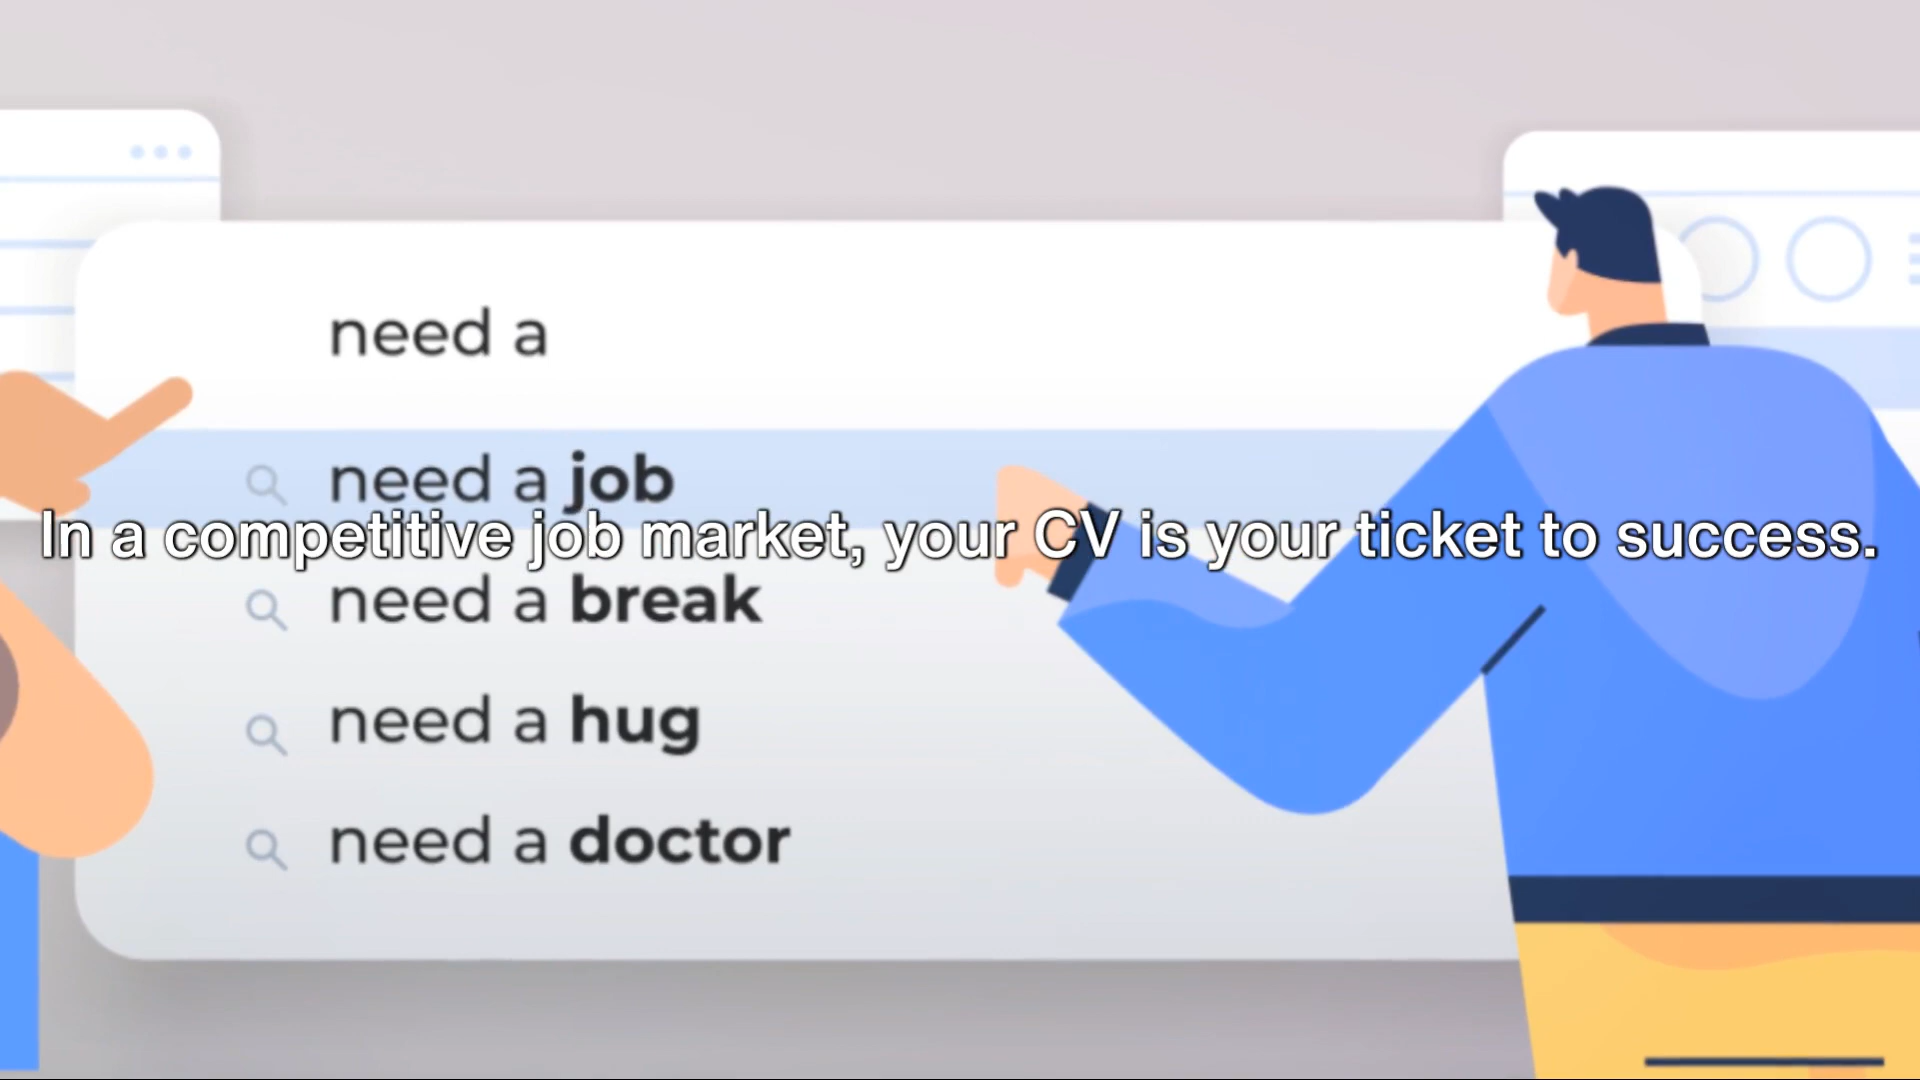 need a
need a job
In a competitive job market, your CV is your ticket to success.
need a break
need a hug
need a doctor